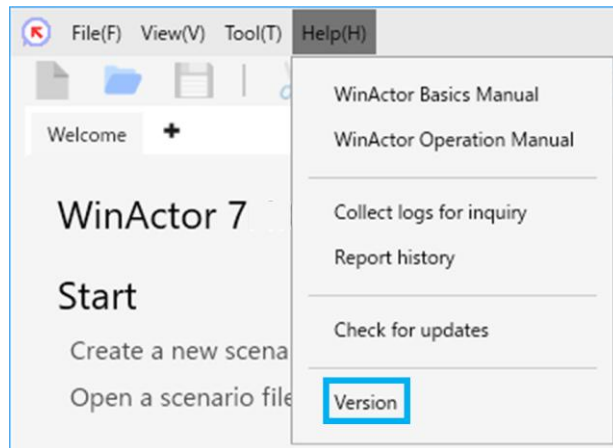 File(F) View(V) Tool(T) Help(H)
Welcome +
WinActor 7
Start
Create a new scena
Open a scenario file
WinActor Basics Manual
WinActor Operation Manual
Collect logs for inquiry
Report history
Check for updates
Version